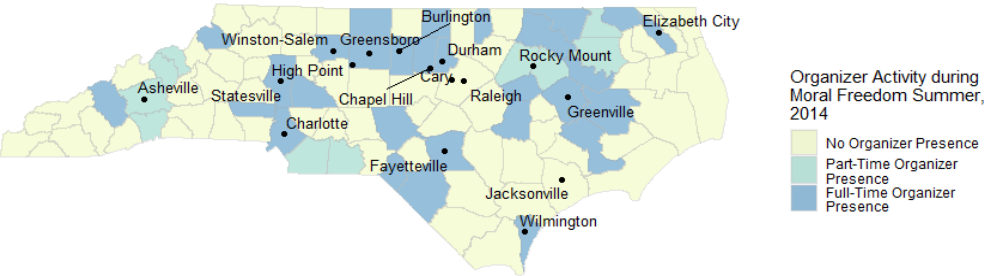 Burlington
Elizabeth City
Winston-Salem
Greensboro
Durham
Rocky Mount
High Point
Cary
Asheville
Statesville
Chapel Hill
Raleigh
Greenville
Charlotte
Fayetteville
Jacksonville
Wilmington
Organizer Activity during
Moral Freedom Summer,
2014
No Organizer Presence
Part-Time Organizer
Presence
Full-Time Organizer
Presence